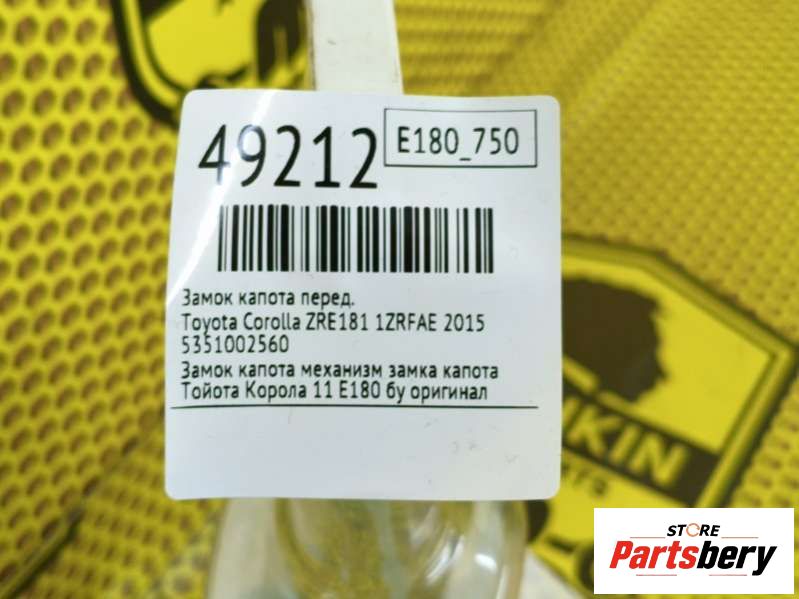 49212
E180_750
Замок капота перед.
Toyota Corolla ZRE181 1ZRFAE 2015
5351002560
Замок капота механизм замка капота
Тойота Корола 11 Е180 бу оригинал
STORE
Partsbery